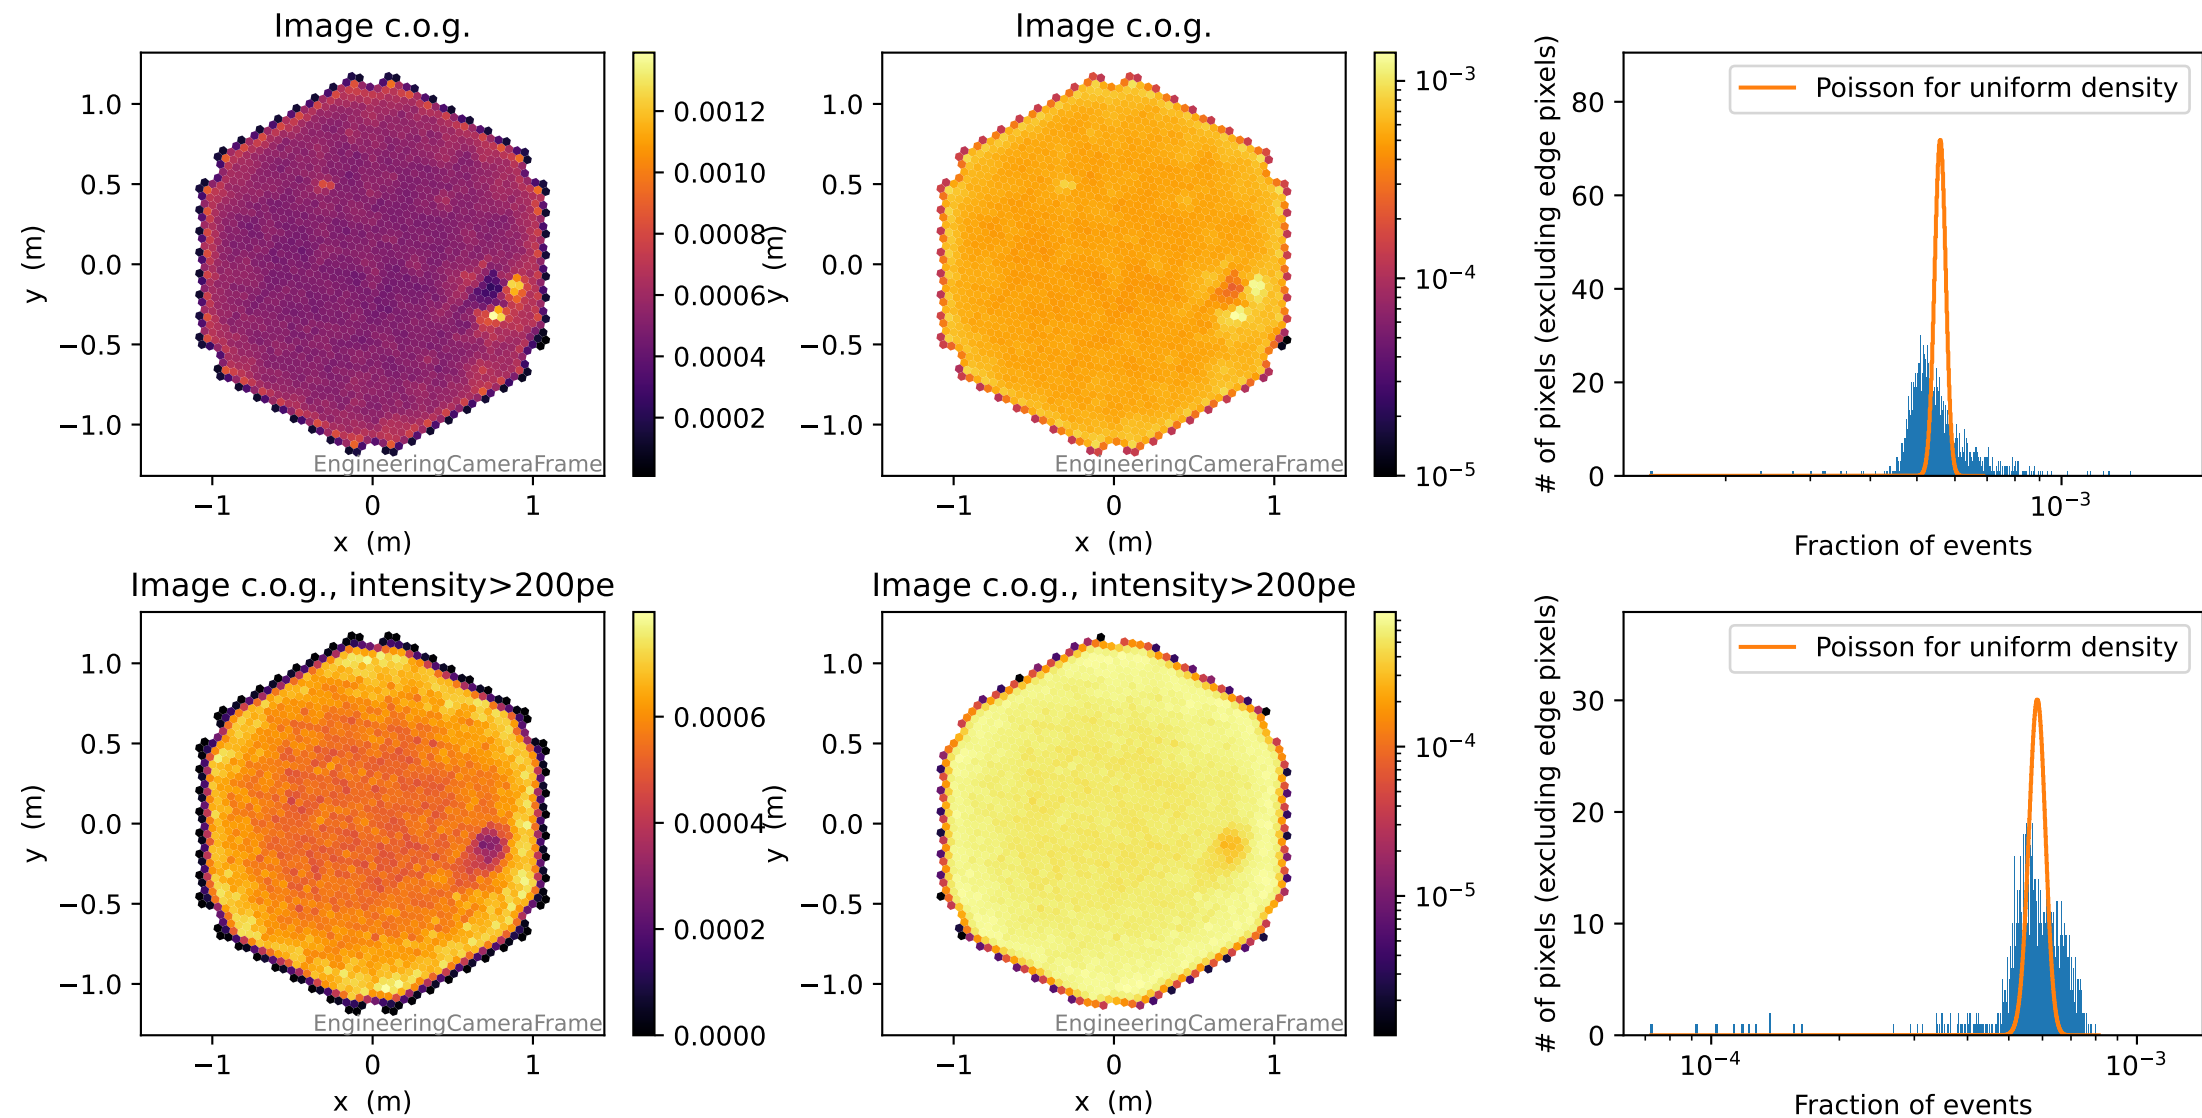 Image c.o.g.
1.0
0.5
0.0
−0.5
−1.0
y (m)
−1
0
1
x (m)
EngineeringCameraFrame
0.0012
0.0010
0.0008
0.0006
0.0004
0.0002
Image c.o.g.
1.0
0.5
0.0
−0.5
−1.0
y (m)
−1
0
1
x (m)
EngineeringCameraFrame
10⁻³
10⁻⁴
10⁻⁵
Poisson for uniform density
80
60
40
20
0
# of pixels (excluding edge pixels)
10⁻³
Fraction of events
Image c.o.g., intensity>200pe
1.0
0.5
0.0
−0.5
−1.0
y (m)
−1
0
1
x (m)
EngineeringCameraFrame
0.0006
0.0004
0.0002
0.0000
Image c.o.g., intensity>200pe
1.0
0.5
0.0
−0.5
−1.0
y (m)
−1
0
1
x (m)
EngineeringCameraFrame
10⁻⁴
10⁻⁵
Poisson for uniform density
30
20
10
0
# of pixels (excluding edge pixels)
10⁻⁴
10⁻³
Fraction of events